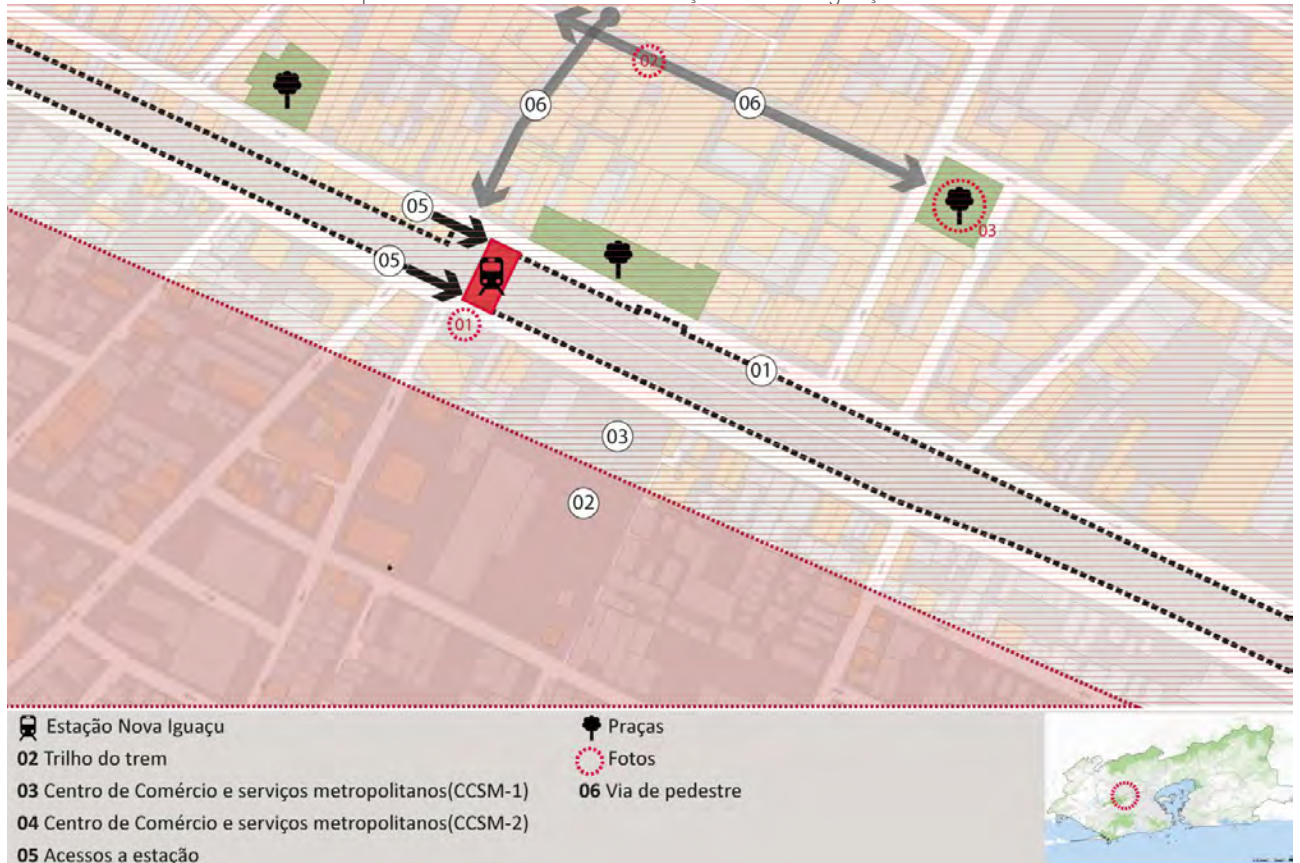 02
06
06
05
03
05
01
01
03
02
Estação Nova Iguaçu
02 Trilho do trem
03 Centro de Comércio e serviços metropolitanos(CCSM-1)
04 Centro de Comércio e serviços metropolitanos(CCSM-2)
05 Acessos a estação
Praças
Fotos
06 Via de pedestre